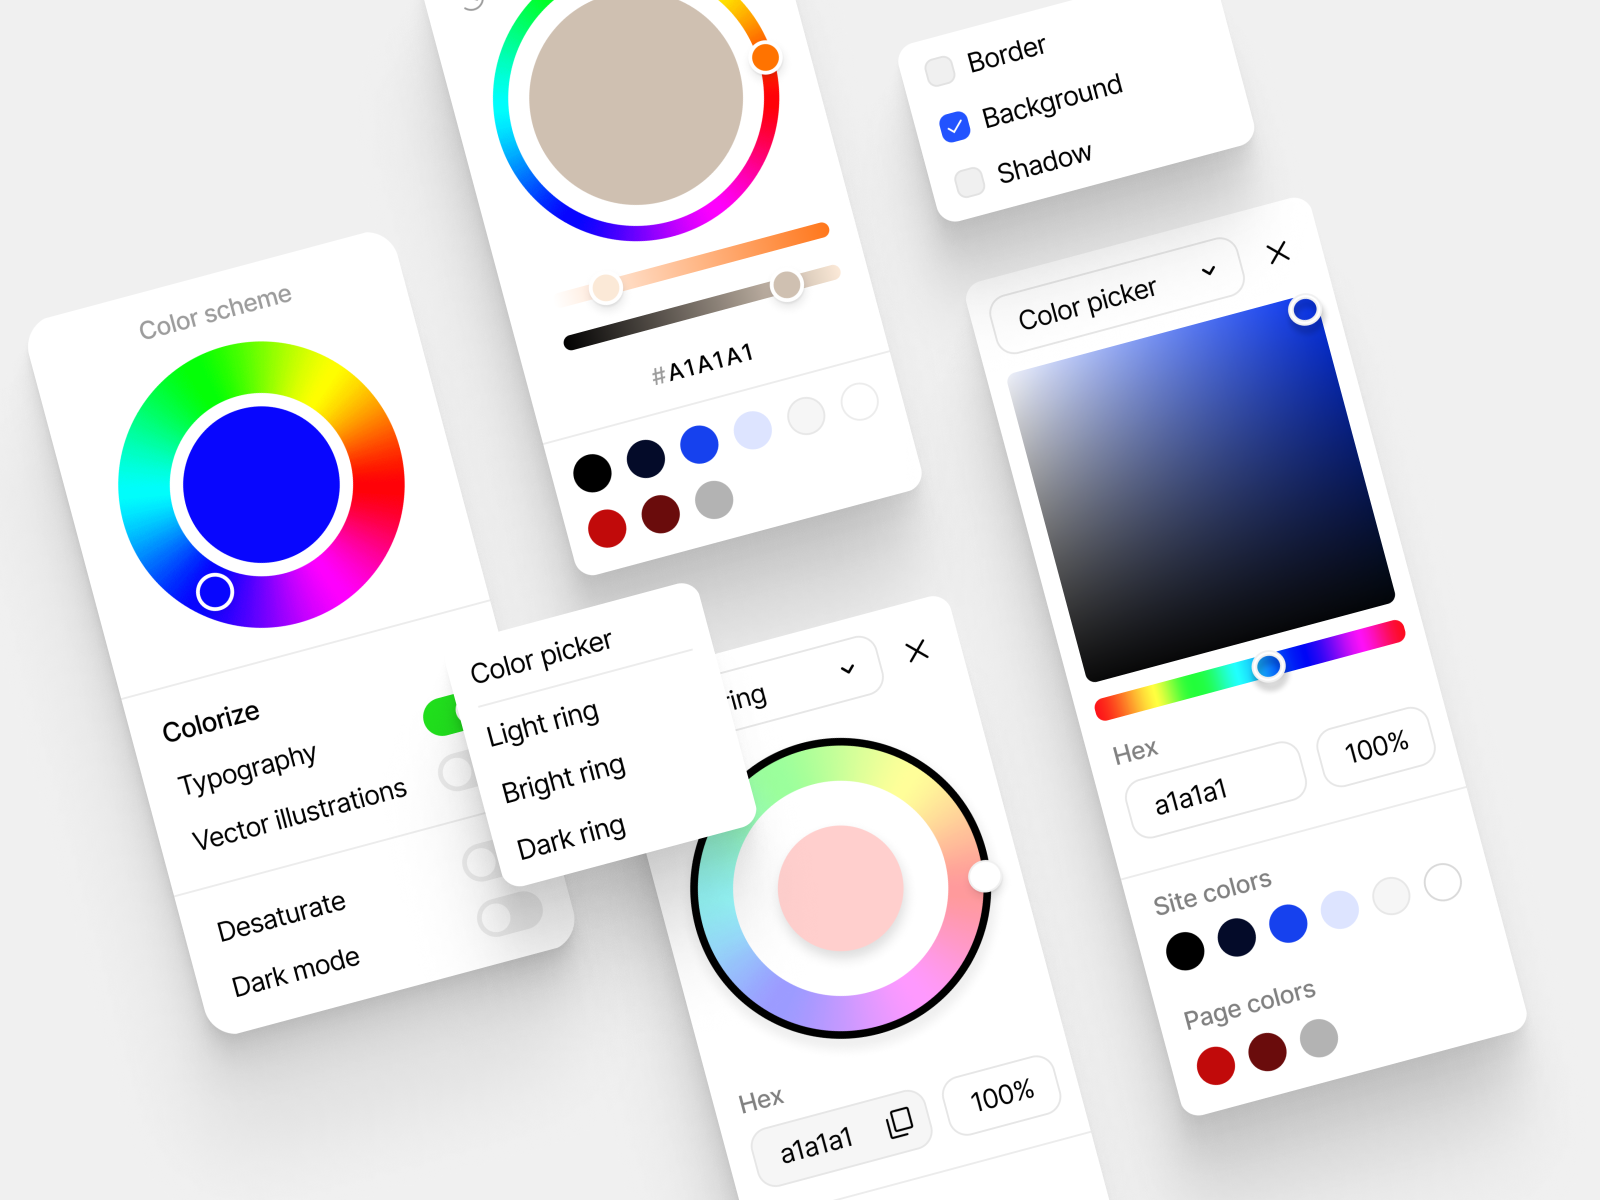 Color scheme
Colorize
Typography
Vector illustrations
Desaturate
Dark mode
#A1A1A1
Border
Background
Shadow
Color picker
Light ring
Bright ring
Dark ring
ring
Hex
a1a1a1
100%
Color picker
Hex
a1a1a1
100%
Site colors
Page colors